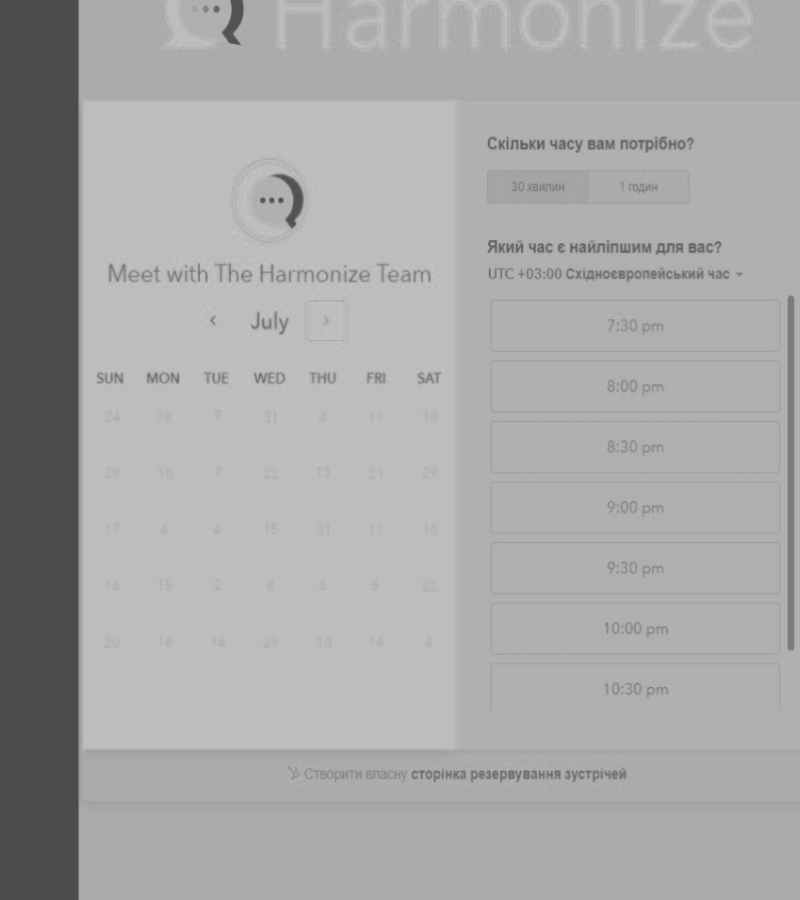 Harmonize
Meet with The Harmonize Team
‹ July ›
SUN MON TUE WED THU FRI SAT
24 18 9 31 4 11 10
29 10 7 22 13 21 29
17 4 4 15 31 11 10
16 15 2 8 6 5 22
20 16 16 29 10 14 4
Скільки часу вам потрібно?
30 хвилин 1 годин
Який час є найліпшим для вас?
UTC +03:00 Східноєвропейський час
7:30 pm
8:00 pm
8:30 pm
9:00 pm
9:30 pm
10:00 pm
10:30 pm
Створити власну сторінка резервування зустрічей